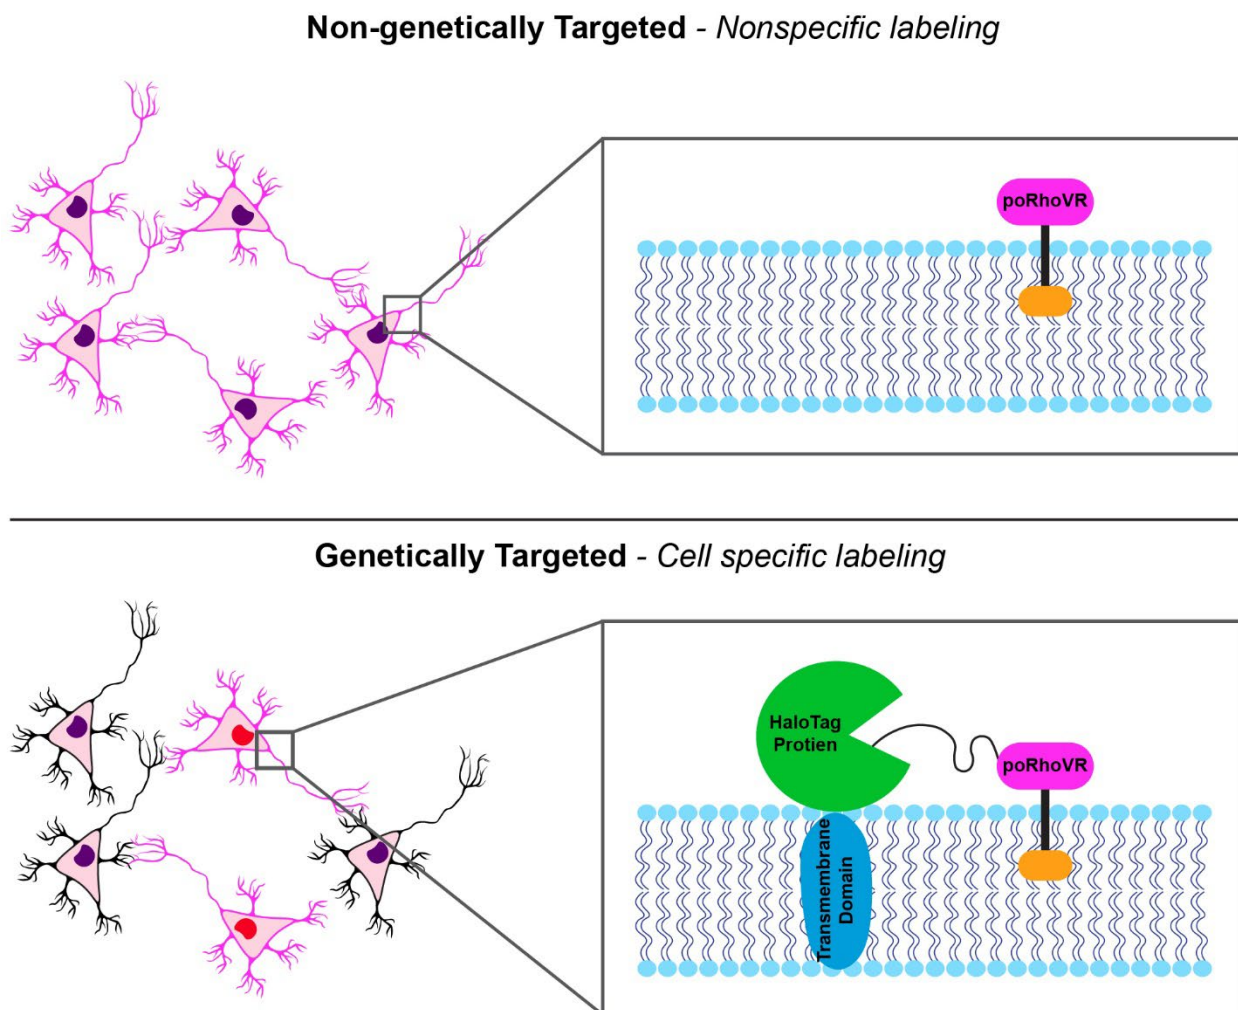 Non-genetically Targeted - Nonspecific labeling
poRhoVR
Genetically Targeted - Cell specific labeling
HaloTag
Protien
poRhoVR
Transmembrane
Domain